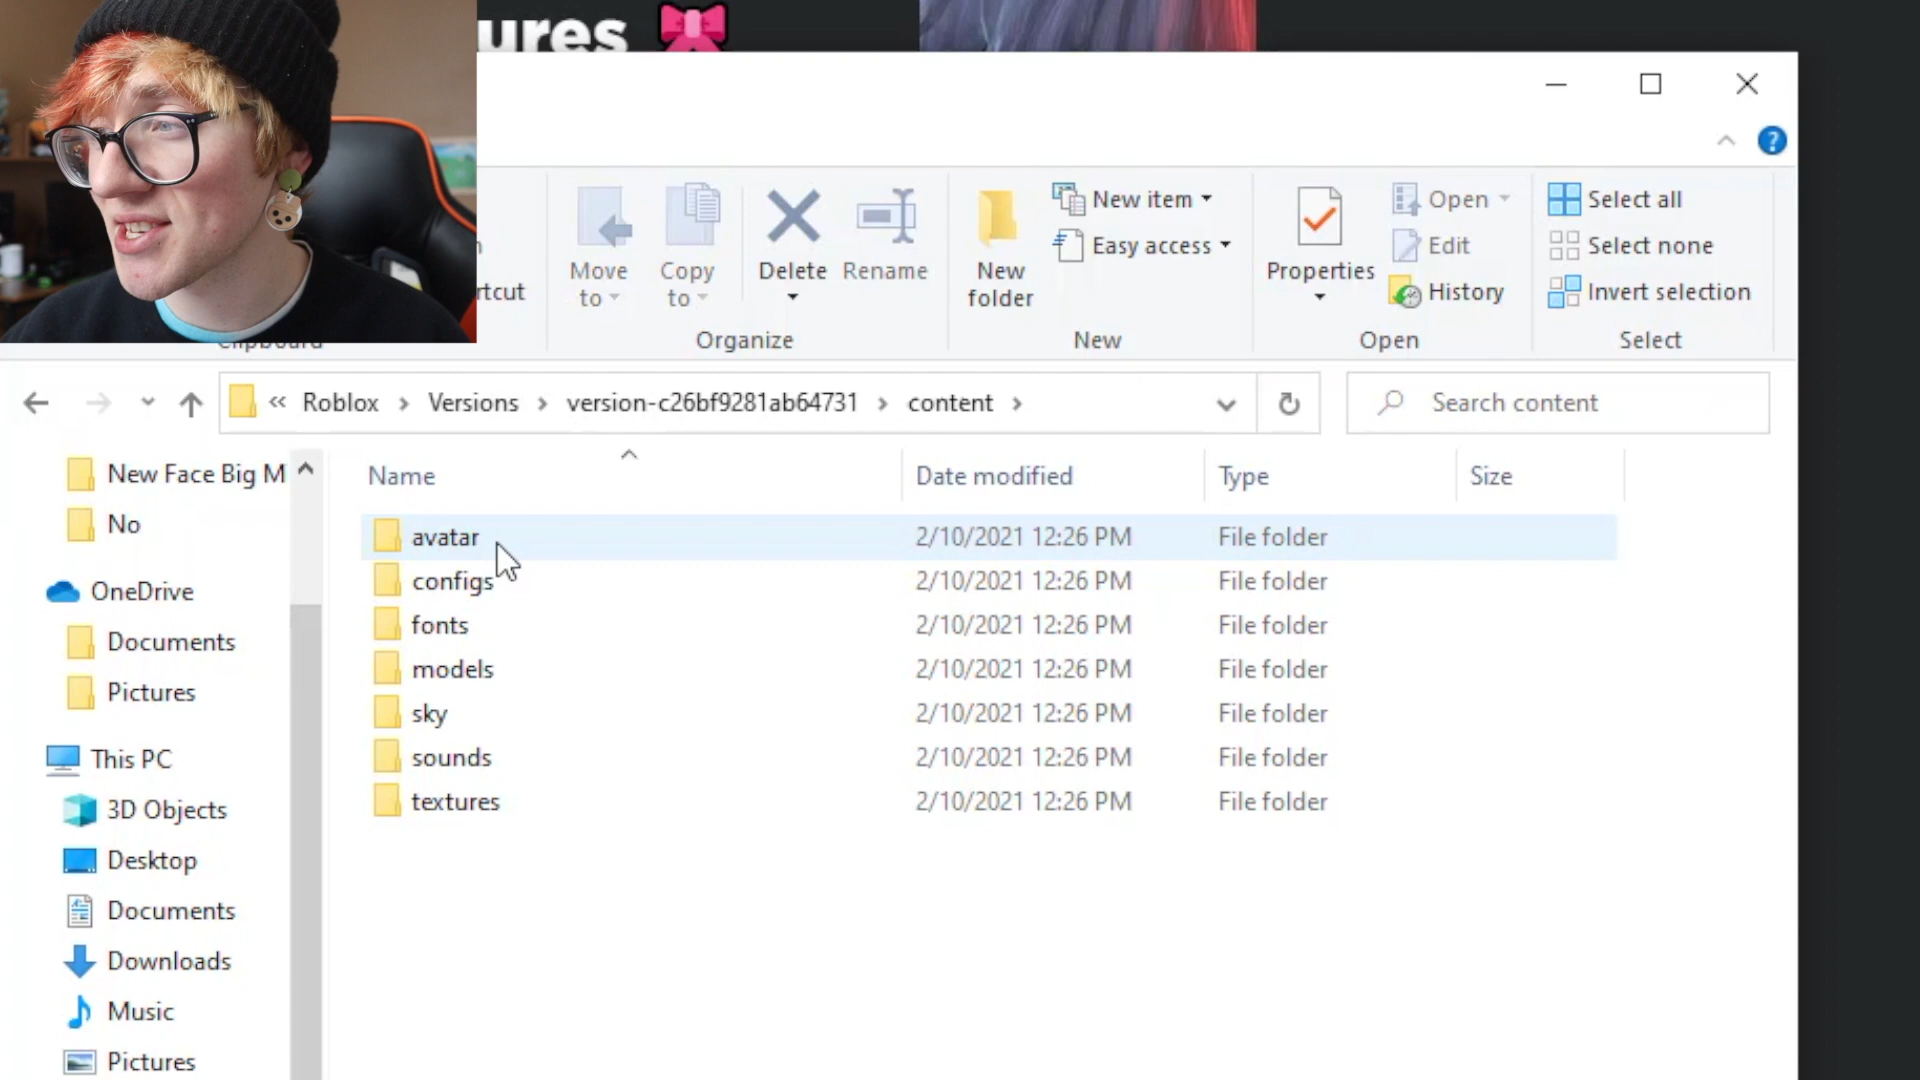 ures
Move to
Copy to
Delete
Rename
New folder
New item
Easy access
Properties
Open
Edit
History
Select all
Select none
Invert selection
rtcut
Organize
New
Open
Select
« Roblox > Versions > version-c26bf9281ab64731 > content >
Search content
New Face Big M
No
OneDrive
Documents
Pictures
This PC
3D Objects
Desktop
Documents
Downloads
Music
Pictures
Name Date modified Type Size
avatar 2/10/2021 12:26 PM File folder
configs 2/10/2021 12:26 PM File folder
fonts 2/10/2021 12:26 PM File folder
models 2/10/2021 12:26 PM File folder
sky 2/10/2021 12:26 PM File folder
sounds 2/10/2021 12:26 PM File folder
textures 2/10/2021 12:26 PM File folder